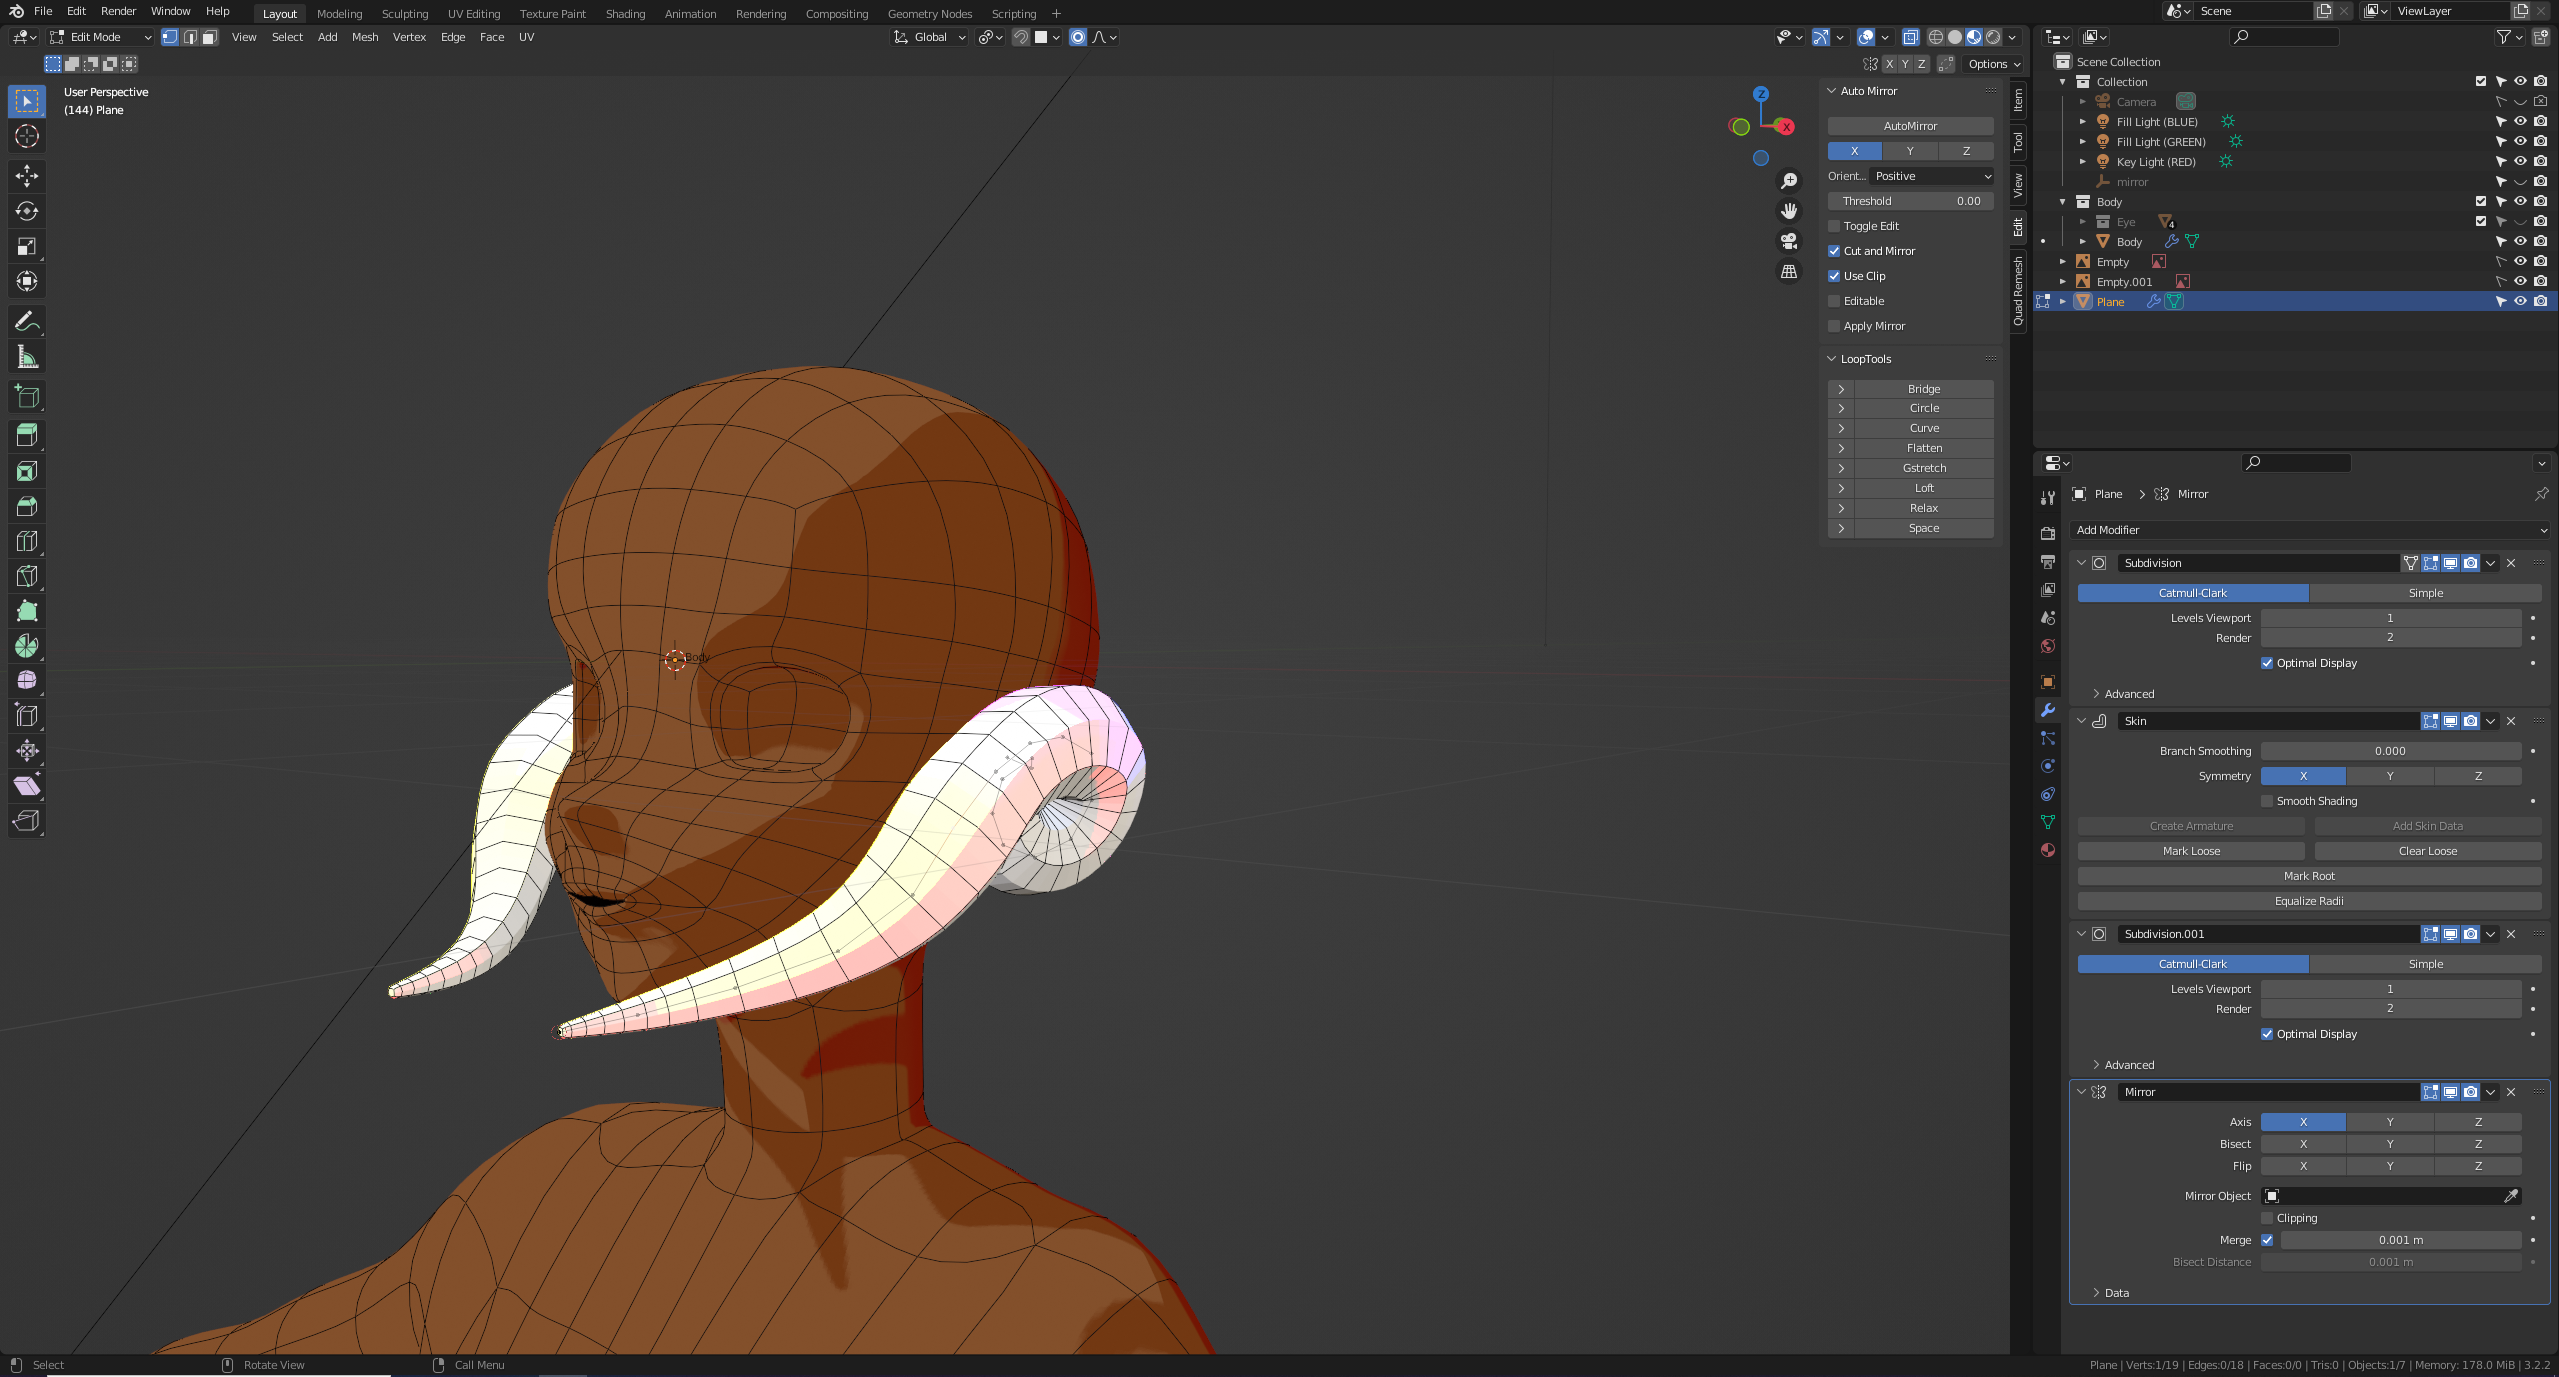 File Edit Render Window Help
Layout Modeling Sculpting UV Editing Texture Paint Shading Animation Rendering Compositing Geometry Nodes Scripting +
Scene
ViewLayer
Edit Mode
View Select Add Mesh Vertex Edge Face UV
Global
X Y Z
Options
User Perspective
(144) Plane
Body
Z
X
Auto Mirror
AutoMirror
X Y Z
Orient... Positive
Threshold 0.00
Toggle Edit
Cut and Mirror
Use Clip
Editable
Apply Mirror
LoopTools
Bridge
Circle
Curve
Flatten
Gstretch
Loft
Relax
Space
Item
Tool
View
Edit
Quad Remesh
Scene Collection
Collection
Camera
Fill Light (BLUE)
Fill Light (GREEN)
Key Light (RED)
mirror
Body
Eye
4
Body
Empty
Empty.001
Plane
Plane > Mirror
Add Modifier
Subdivision
Catmull-Clark Simple
Levels Viewport 1
Render 2
Optimal Display
Advanced
Skin
Branch Smoothing 0.000
Symmetry X Y Z
Smooth Shading
Create Armature Add Skin Data
Mark Loose Clear Loose
Mark Root
Equalize Radii
Subdivision.001
Catmull-Clark Simple
Levels Viewport 1
Render 2
Optimal Display
Advanced
Mirror
Axis X Y Z
Bisect X Y Z
Flip X Y Z
Mirror Object
Clipping
Merge 0.001 m
Bisect Distance 0.001 m
Data
Select
Rotate View
Call Menu
Plane | Verts:1/19 | Edges:0/18 | Faces:0/0 | Tris:0 | Objects:1/7 | Memory: 178.0 MiB | 3.2.2